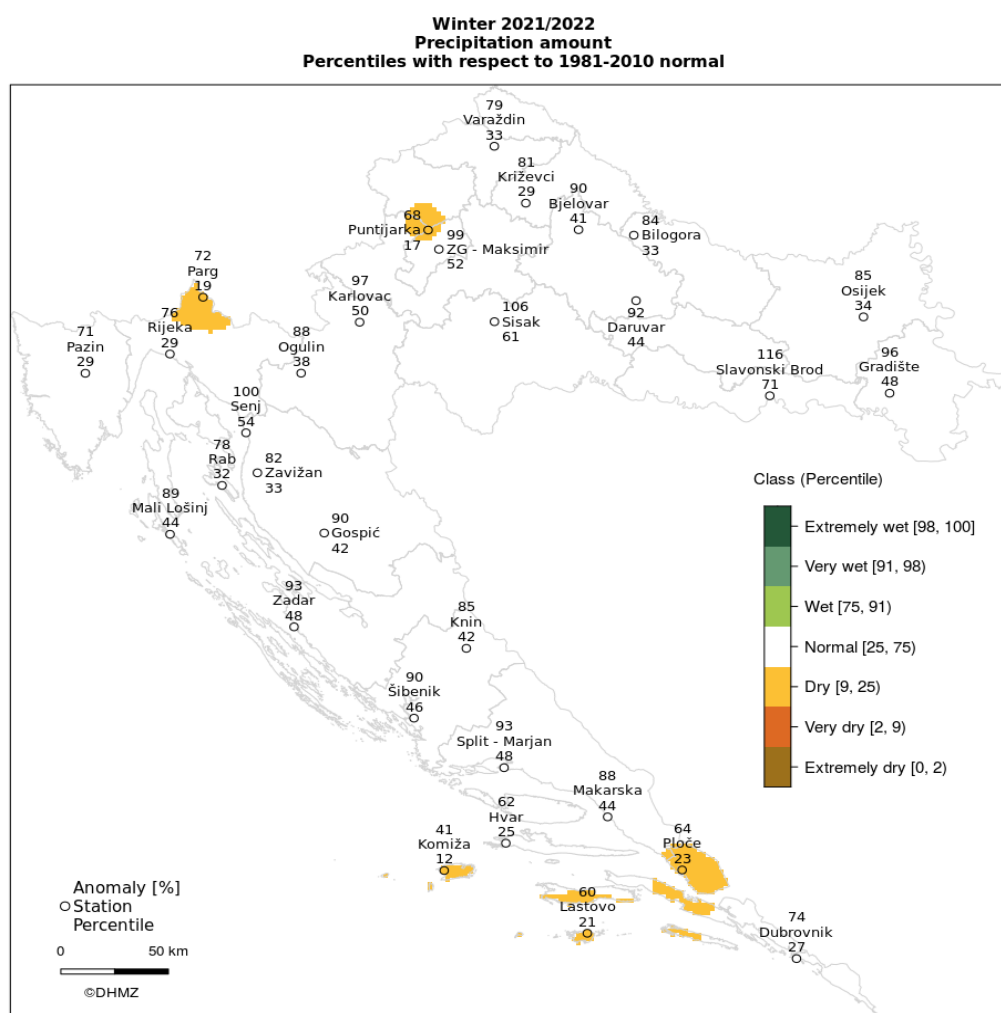 Winter 2021/2022
Precipitation amount
Percentiles with respect to 1981-2010 normal
79
Varaždin
33
81
Križevci
29
90
Bjelovar
41
68
Puntijarka
17
99
ZG - Maksimir
52
84
Bilogora
33
72
Parg
19
97
Karlovac
50
106
Sisak
61
92
Daruvar
44
85
Osijek
34
71
Pazin
29
76
Rijeka
29
88
Ogulin
38
116
Slavonski Brod
71
96
Gradište
48
100
Senj
54
78
Rab
32
82
Zavižan
33
89
Mali Lošinj
44
90
Gospić
42
93
Zadar
48
85
Knin
42
90
Šibenik
46
93
Split - Marjan
48
88
Makarska
44
62
Hvar
25
41
Komiža
12
64
Ploče
23
60
Lastovo
21
74
Dubrovnik
27
Class (Percentile)
Extremely wet [98, 100]
Very wet [91, 98)
Wet [75, 91)
Normal [25, 75)
Dry [9, 25)
Very dry [2, 9)
Extremely dry [0, 2)
Anomaly [%]
Station
Percentile
0 50 km
©DHMZ